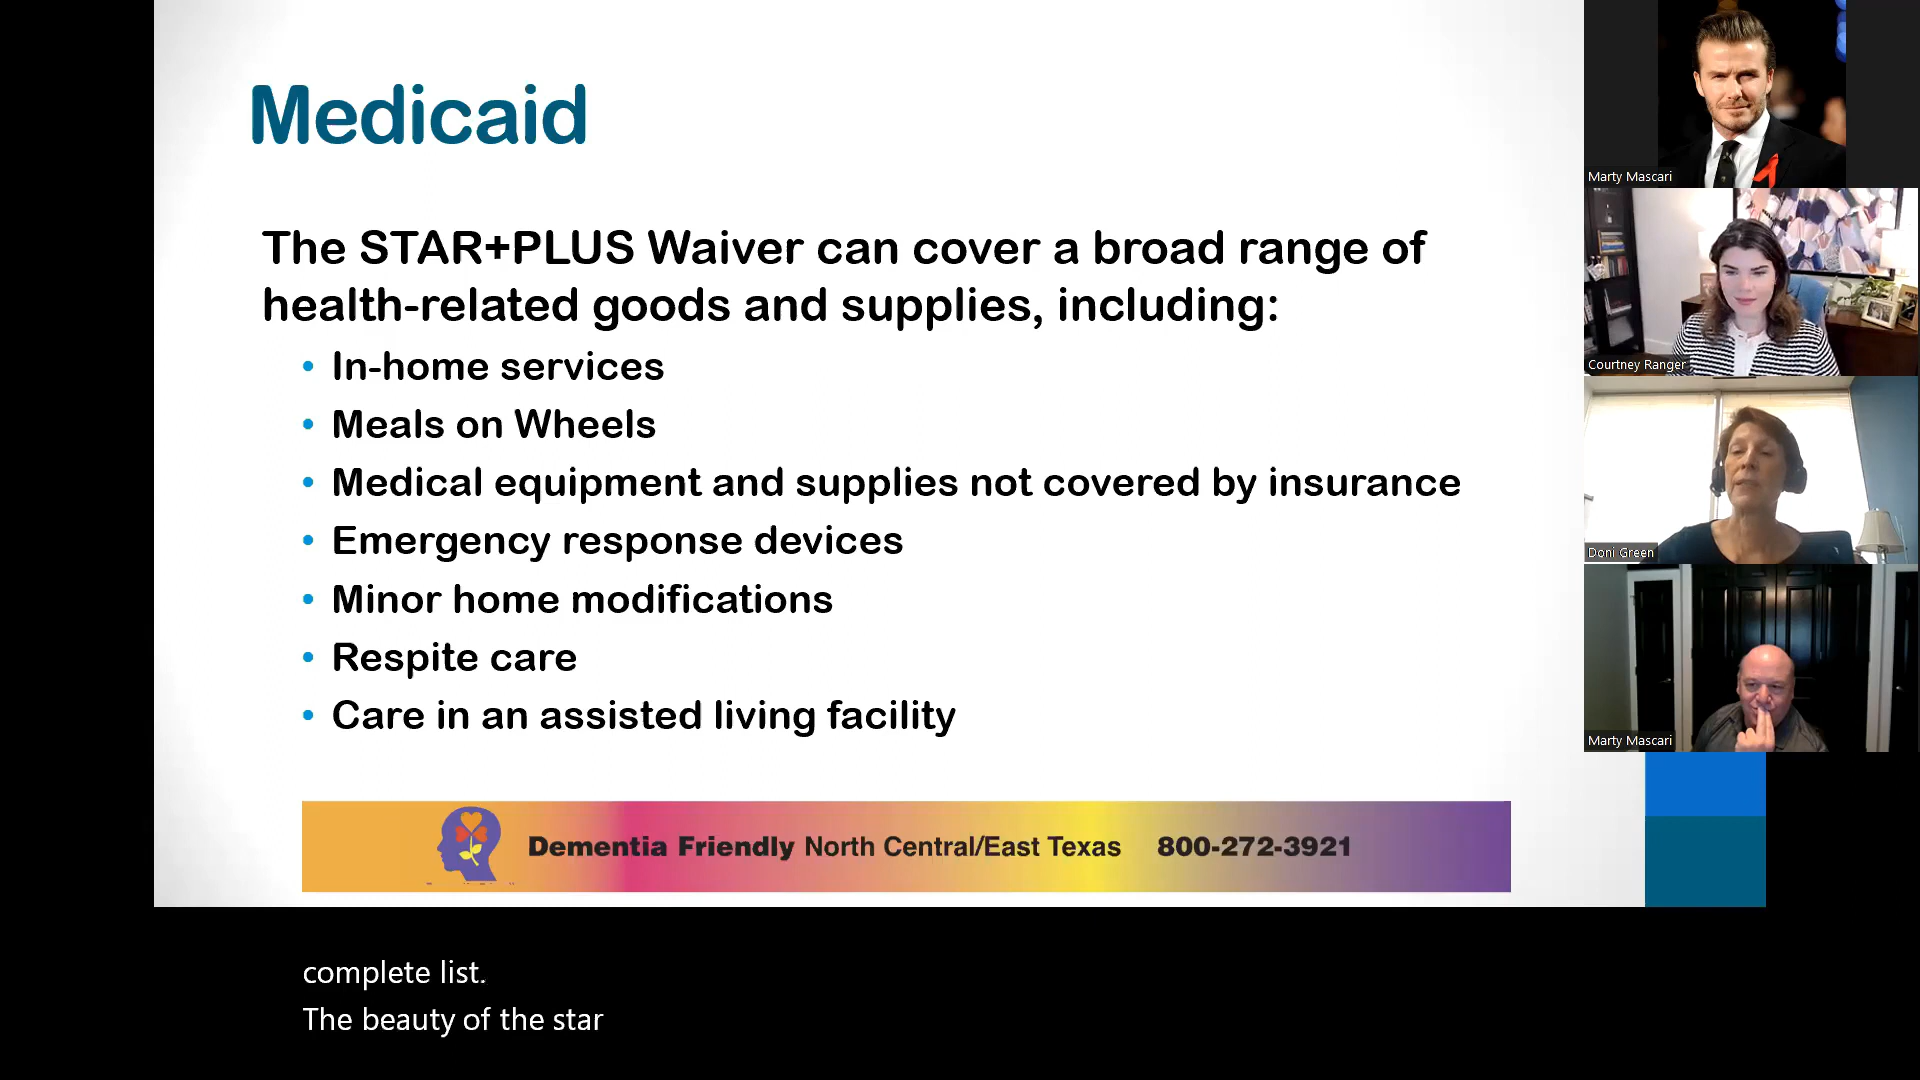 Medicaid
The STAR+PLUS Waiver can cover a broad range of
health-related goods and supplies, including:
• In-home services
• Meals on Wheels
• Medical equipment and supplies not covered by insurance
• Emergency response devices
• Minor home modifications
• Respite care
• Care in an assisted living facility
Dementia Friendly North Central/East Texas 800-272-3921
Marty Mascari
Courtney Ranger
Doni Green
Marty Mascari
complete list.
The beauty of the star